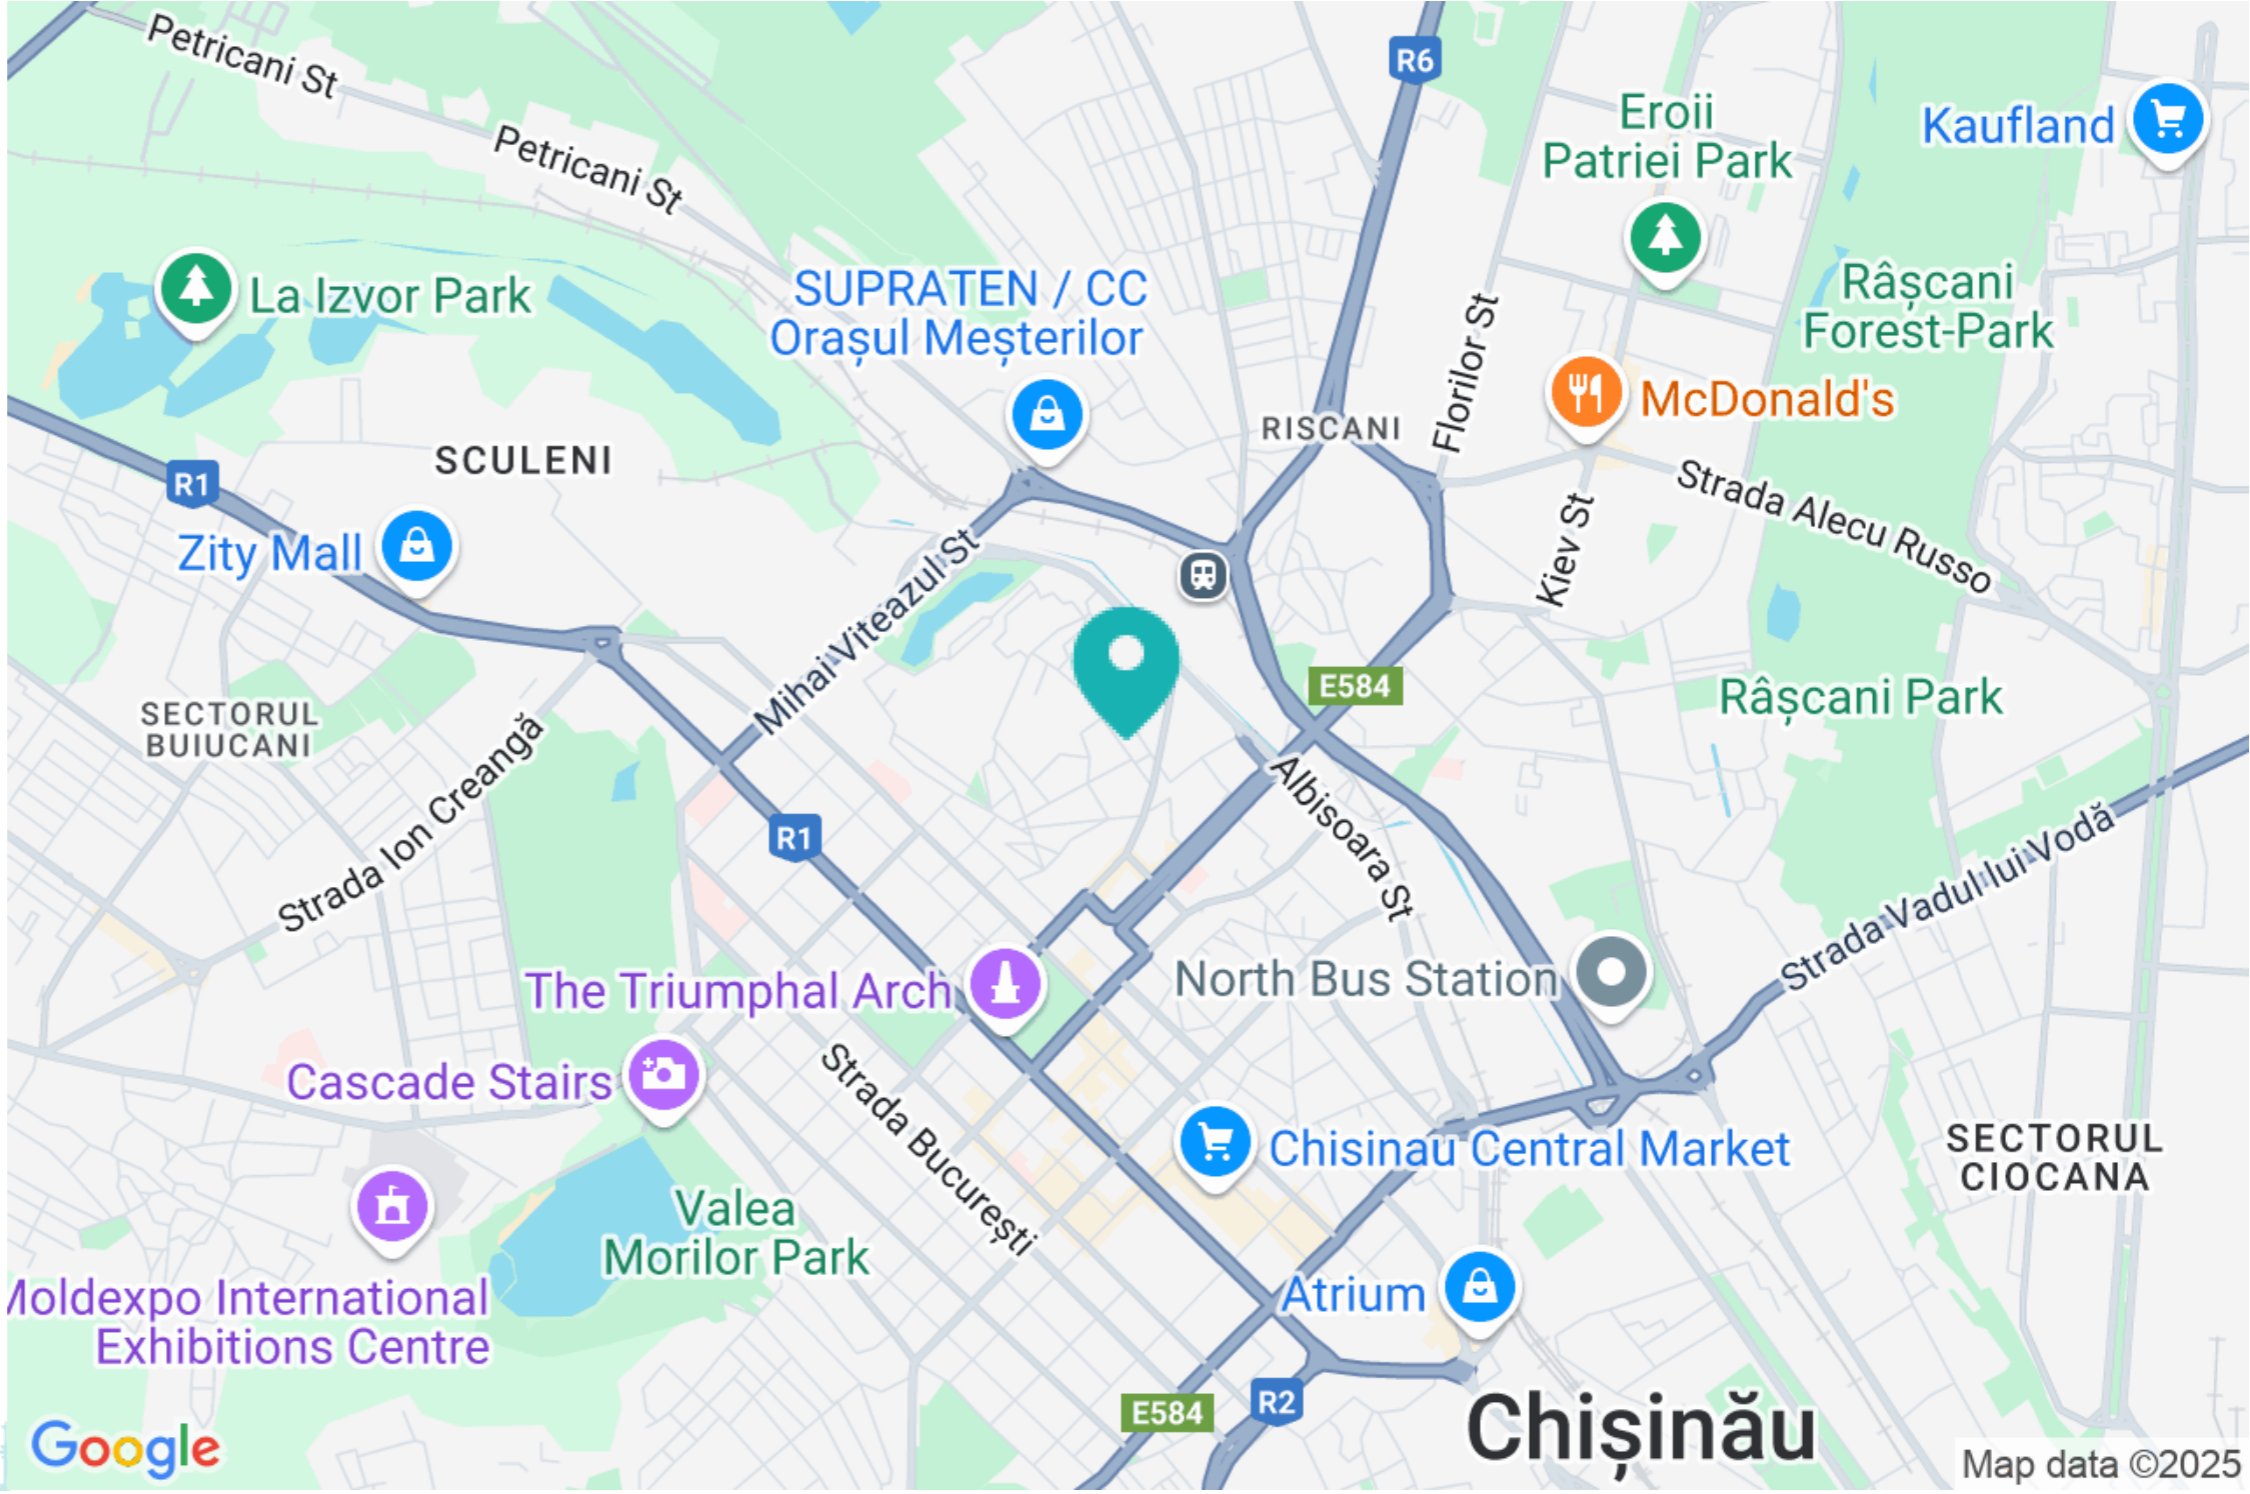 Petricani St
R6
Eroii
Patriei Park
Kaufland
Petricani St
La Izvor Park
SUPRATEN / CC
Orașul Meșterilor
Râșcani
Forest-Park
Florilor St
McDonald's
RISCANI
SCULENI
R1
Strada Alecu Russo
Zity Mall
Kiev St
Mihai Viteazul St
E584
Râșcani Park
SECTORUL
BUIUCANI
Strada Ion Creangă
R1
Albisoara St
Strada Vadul lui Vodă
The Triumphal Arch
North Bus Station
Cascade Stairs
Strada București
Chisinau Central Market
SECTORUL
CIOCANA
Valea
Morilor Park
Moldexpo International
Exhibitions Centre
Atrium
E584
R2
Chișinău
Google
Map data ©2025